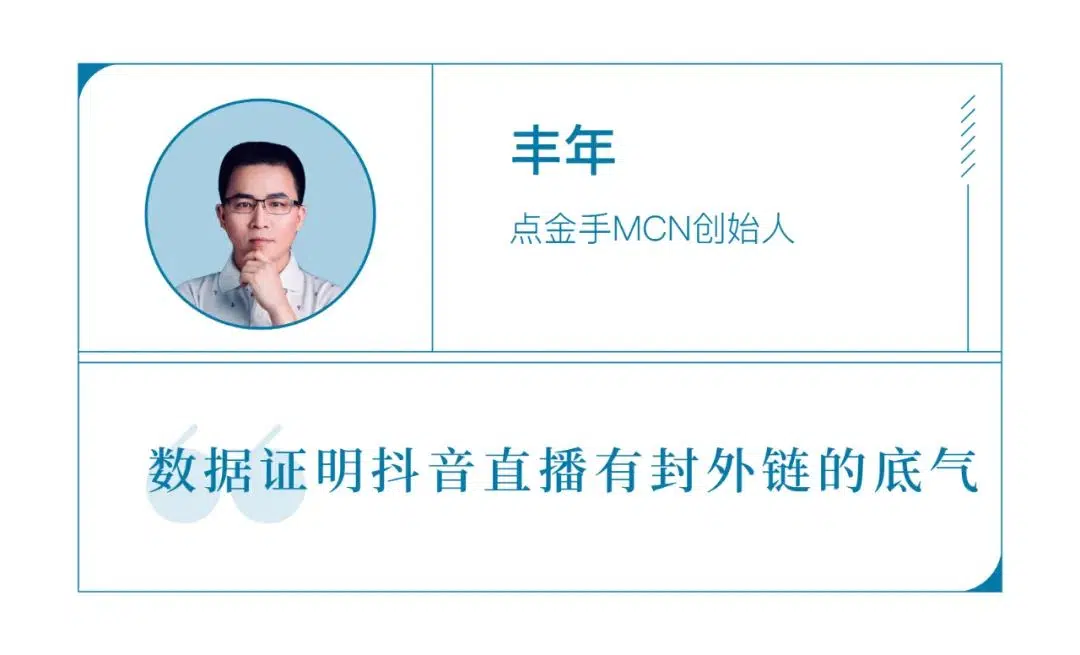 丰年
点金手MCN创始人
数据证明抖音直播有封外链的底气